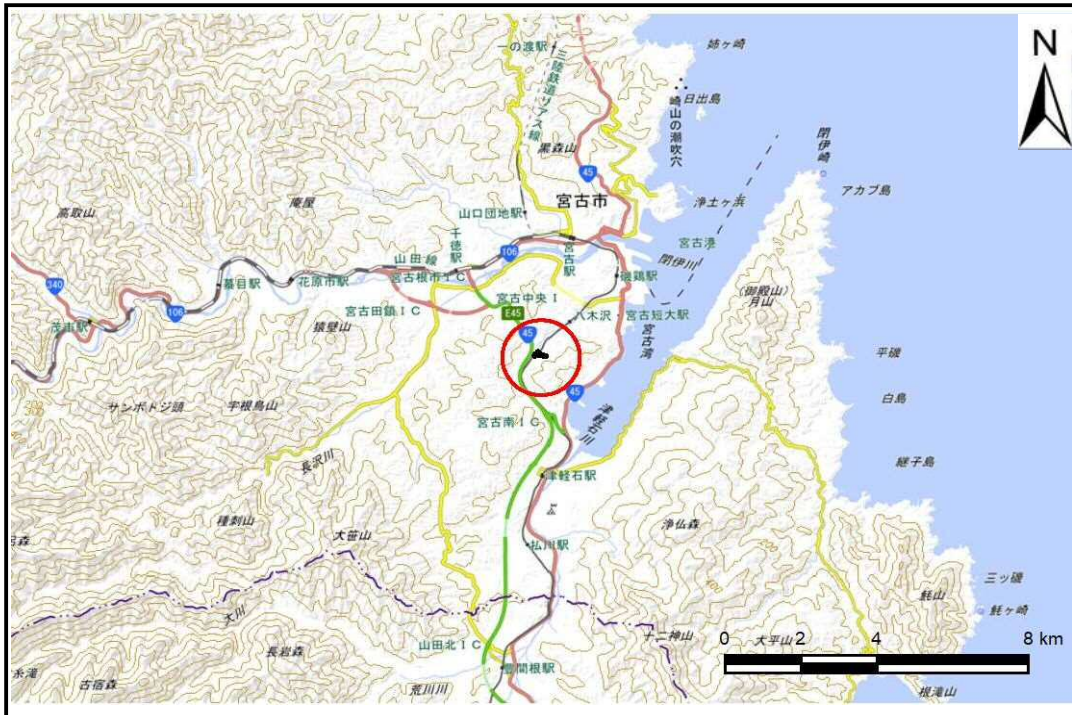 姉ヶ崎
一の渡駅
三陸鉄道リアス線
日出島
崎山の潮吹穴
黒森山
閉伊崎
N
45
アカブ島
宮古市
浄土ヶ浜
高取山
庵屋
山口団地駅
宮古港
千徳駅
宮古駅
閉伊川
山田線
106
340
宮古根市IC
磯鶏駅
(御殿山)
月山
蟇目駅
花原市駅
106
宮古中央I
E45
八木沢・宮古短大駅
宮古田鎖IC
茂市駅
猿壁山
45
宮古湾
平磯
45
白島
サンボトジ頭
宇根鳥山
津軽石川
宮古南IC
継子島
長沢川
津軽石駅
種刺山
大笹山
浄仏森
払川駅
三ッ磯
魹山
魹ヶ崎
大川
十二神山
大平山
0 2 4 8 km
山田北IC
長岩森
豊間根駅
糸滝
古宿森
荒川川
根滝山